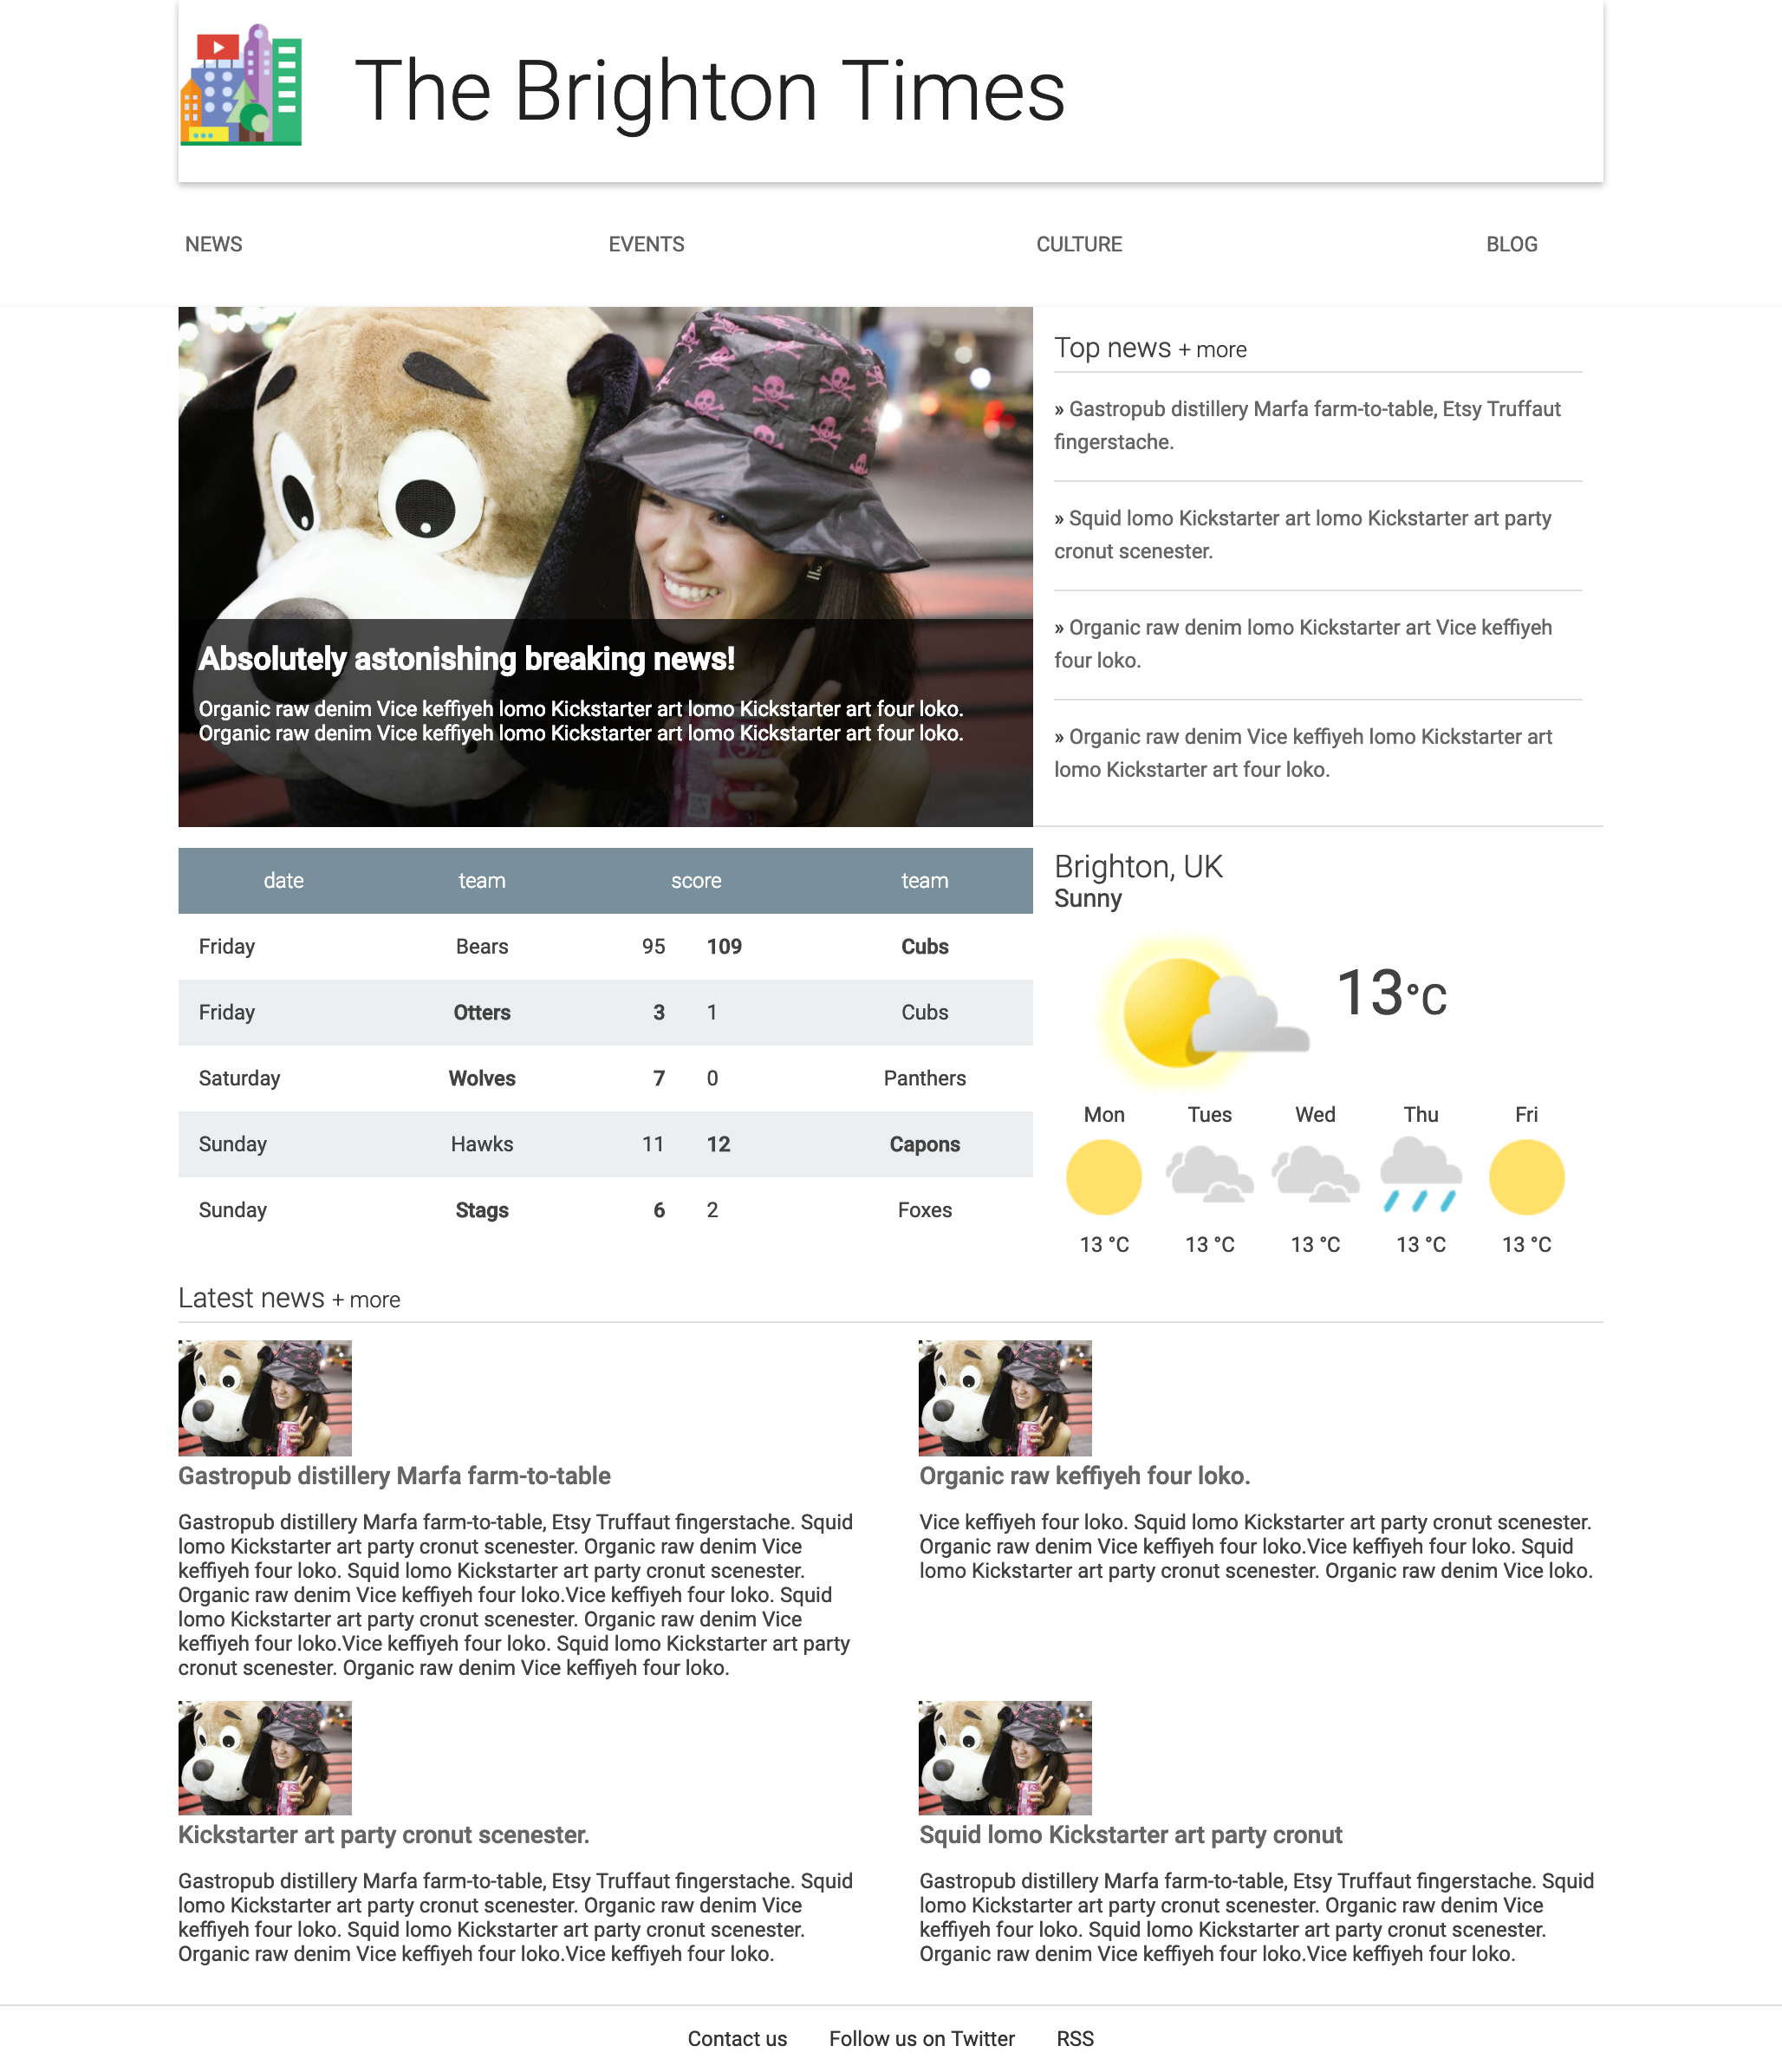 The Brighton Times
NEWS EVENTS CULTURE BLOG
Absolutely astonishing breaking news!
Organic raw denim Vice keffiyeh lomo Kickstarter art lomo Kickstarter art four loko.
Organic raw denim Vice keffiyeh lomo Kickstarter art lomo Kickstarter art four loko.
Top news + more
» Gastropub distillery Marfa farm-to-table, Etsy Truffaut
fingerstache.
» Squid lomo Kickstarter art lomo Kickstarter art party
cronut scenester.
» Organic raw denim lomo Kickstarter art Vice keffiyeh
four loko.
» Organic raw denim Vice keffiyeh lomo Kickstarter art
lomo Kickstarter art four loko.
date team score team
Friday Bears 95 109 Cubs
Friday Otters 3 1 Cubs
Saturday Wolves 7 0 Panthers
Sunday Hawks 11 12 Capons
Sunday Stags 6 2 Foxes
Brighton, UK
Sunny
13°C
Mon Tues Wed Thu Fri
13 °C 13 °C 13 °C 13 °C 13 °C
Latest news + more
Gastropub distillery Marfa farm-to-table
Gastropub distillery Marfa farm-to-table, Etsy Truffaut fingerstache. Squid
lomo Kickstarter art party cronut scenester. Organic raw denim Vice
keffiyeh four loko. Squid lomo Kickstarter art party cronut scenester.
Organic raw denim Vice keffiyeh four loko.Vice keffiyeh four loko. Squid
lomo Kickstarter art party cronut scenester. Organic raw denim Vice
keffiyeh four loko.Vice keffiyeh four loko. Squid lomo Kickstarter art party
cronut scenester. Organic raw denim Vice keffiyeh four loko.
Organic raw keffiyeh four loko.
Vice keffiyeh four loko. Squid lomo Kickstarter art party cronut scenester.
Organic raw denim Vice keffiyeh four loko.Vice keffiyeh four loko. Squid
lomo Kickstarter art party cronut scenester. Organic raw denim Vice loko.
Kickstarter art party cronut scenester.
Gastropub distillery Marfa farm-to-table, Etsy Truffaut fingerstache. Squid
lomo Kickstarter art party cronut scenester. Organic raw denim Vice
keffiyeh four loko. Squid lomo Kickstarter art party cronut scenester.
Organic raw denim Vice keffiyeh four loko.Vice keffiyeh four loko.
Squid lomo Kickstarter art party cronut
Gastropub distillery Marfa farm-to-table, Etsy Truffaut fingerstache. Squid
lomo Kickstarter art party cronut scenester. Organic raw denim Vice
keffiyeh four loko. Squid lomo Kickstarter art party cronut scenester.
Organic raw denim Vice keffiyeh four loko.Vice keffiyeh four loko.
Contact us Follow us on Twitter RSS